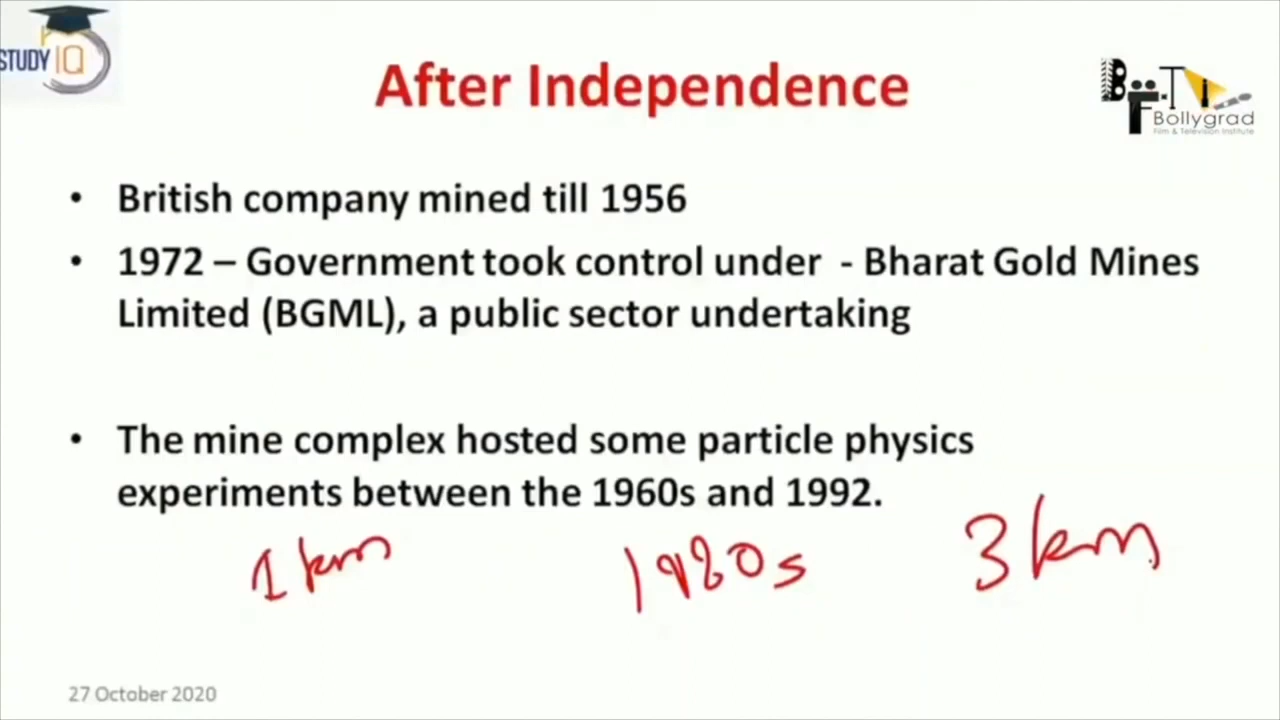 STUDY IQ
After Independence
Bollygrad
Film & Television Institute
• British company mined till 1956
• 1972 – Government took control under - Bharat Gold Mines
Limited (BGML), a public sector undertaking
• The mine complex hosted some particle physics
experiments between the 1960s and 1992.
1 km 1980s 3 km
27 October 2020